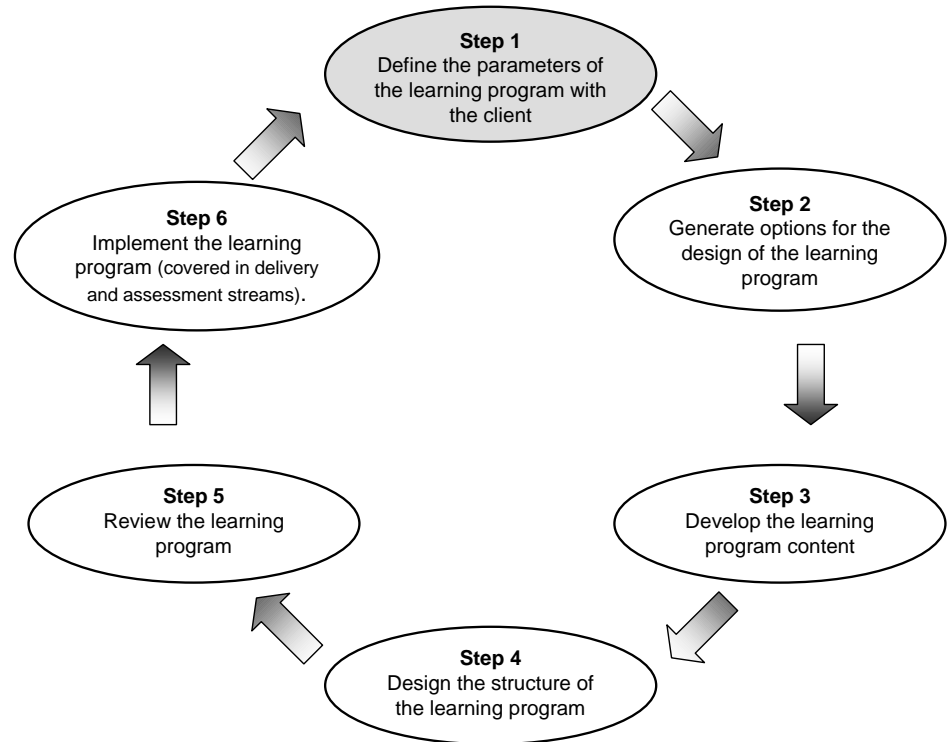 Step 1
Define the parameters of
the learning program with
the client
Step 2
Generate options for the
design of the learning
program
Step 3
Develop the learning
program content
Step 4
Design the structure of
the learning program
Step 5
Review the learning
program
Step 6
Implement the learning
program (covered in delivery
and assessment streams).